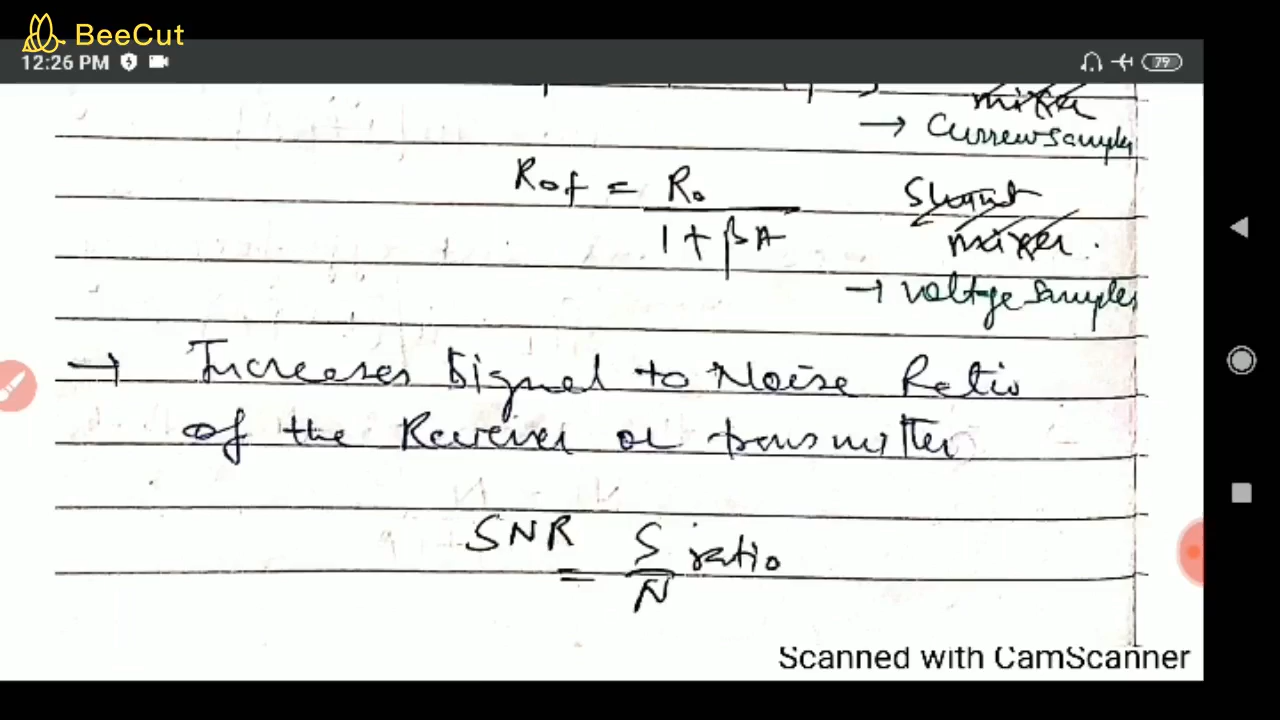 BeeCut
12:26 PM
79
mixer
→ Current sampler
Rof = Ro
1 + βA
Shunt
mixer.
→ voltage sampler
→ Increases Signal to Noise Ratio
of the Receiver or transmitter
SNR = S/N ratio
Scanned with CamScanner